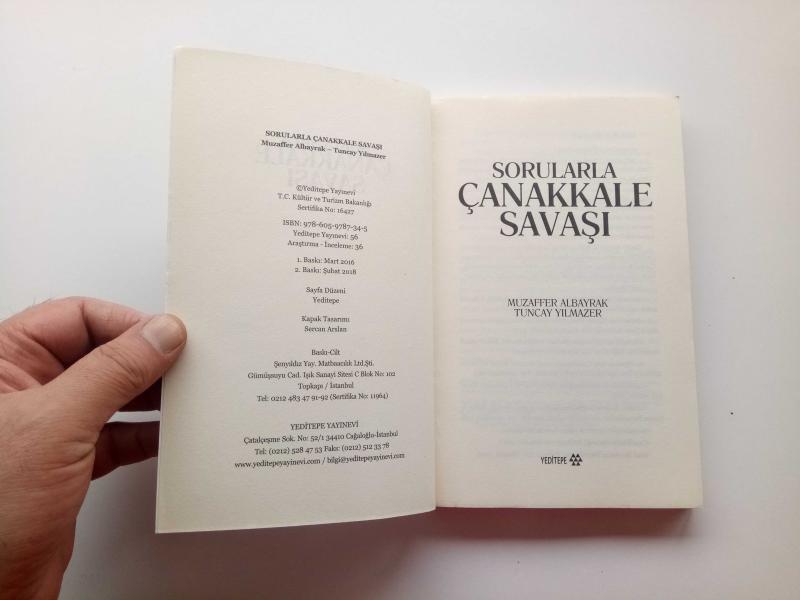 SORULARLA ÇANAKKALE SAVAŞI
Muzaffer Albayrak – Tuncay Yılmazer
©Yeditepe Yayınevi
T.C. Kültür ve Turizm Bakanlığı
Sertifika No: 16427
ISBN: 978-605-9787-34-5
Yeditepe Yayınevi: 56
Araştırma - İnceleme: 36
1. Baskı: Mart 2016
2. Baskı: Şubat 2018
Sayfa Düzeni
Yeditepe
Kapak Tasarımı
Sercan Arslan
Baskı-Cilt
Şenyıldız Yay. Matbaacılık Ltd.Şti.
Gümüşsuyu Cad. Işık Sanayi Sitesi C Blok No: 102
Topkapı / İstanbul
Tel: 0212 483 47 91-92 (Sertifika No: 11964)
YEDİTEPE YAYINEVİ
Çatalçeşme Sok. No: 52/1 34410 Cağaloğlu-İstanbul
Tel: (0212) 528 47 53 Faks: (0212) 512 33 78
www.yeditepeyayinevi.com / bilgi@yeditepeyayinevi.com
SORULARLA
ÇANAKKALE
SAVAŞI
MUZAFFER ALBAYRAK
TUNCAY YILMAZER
YEDİTEPE